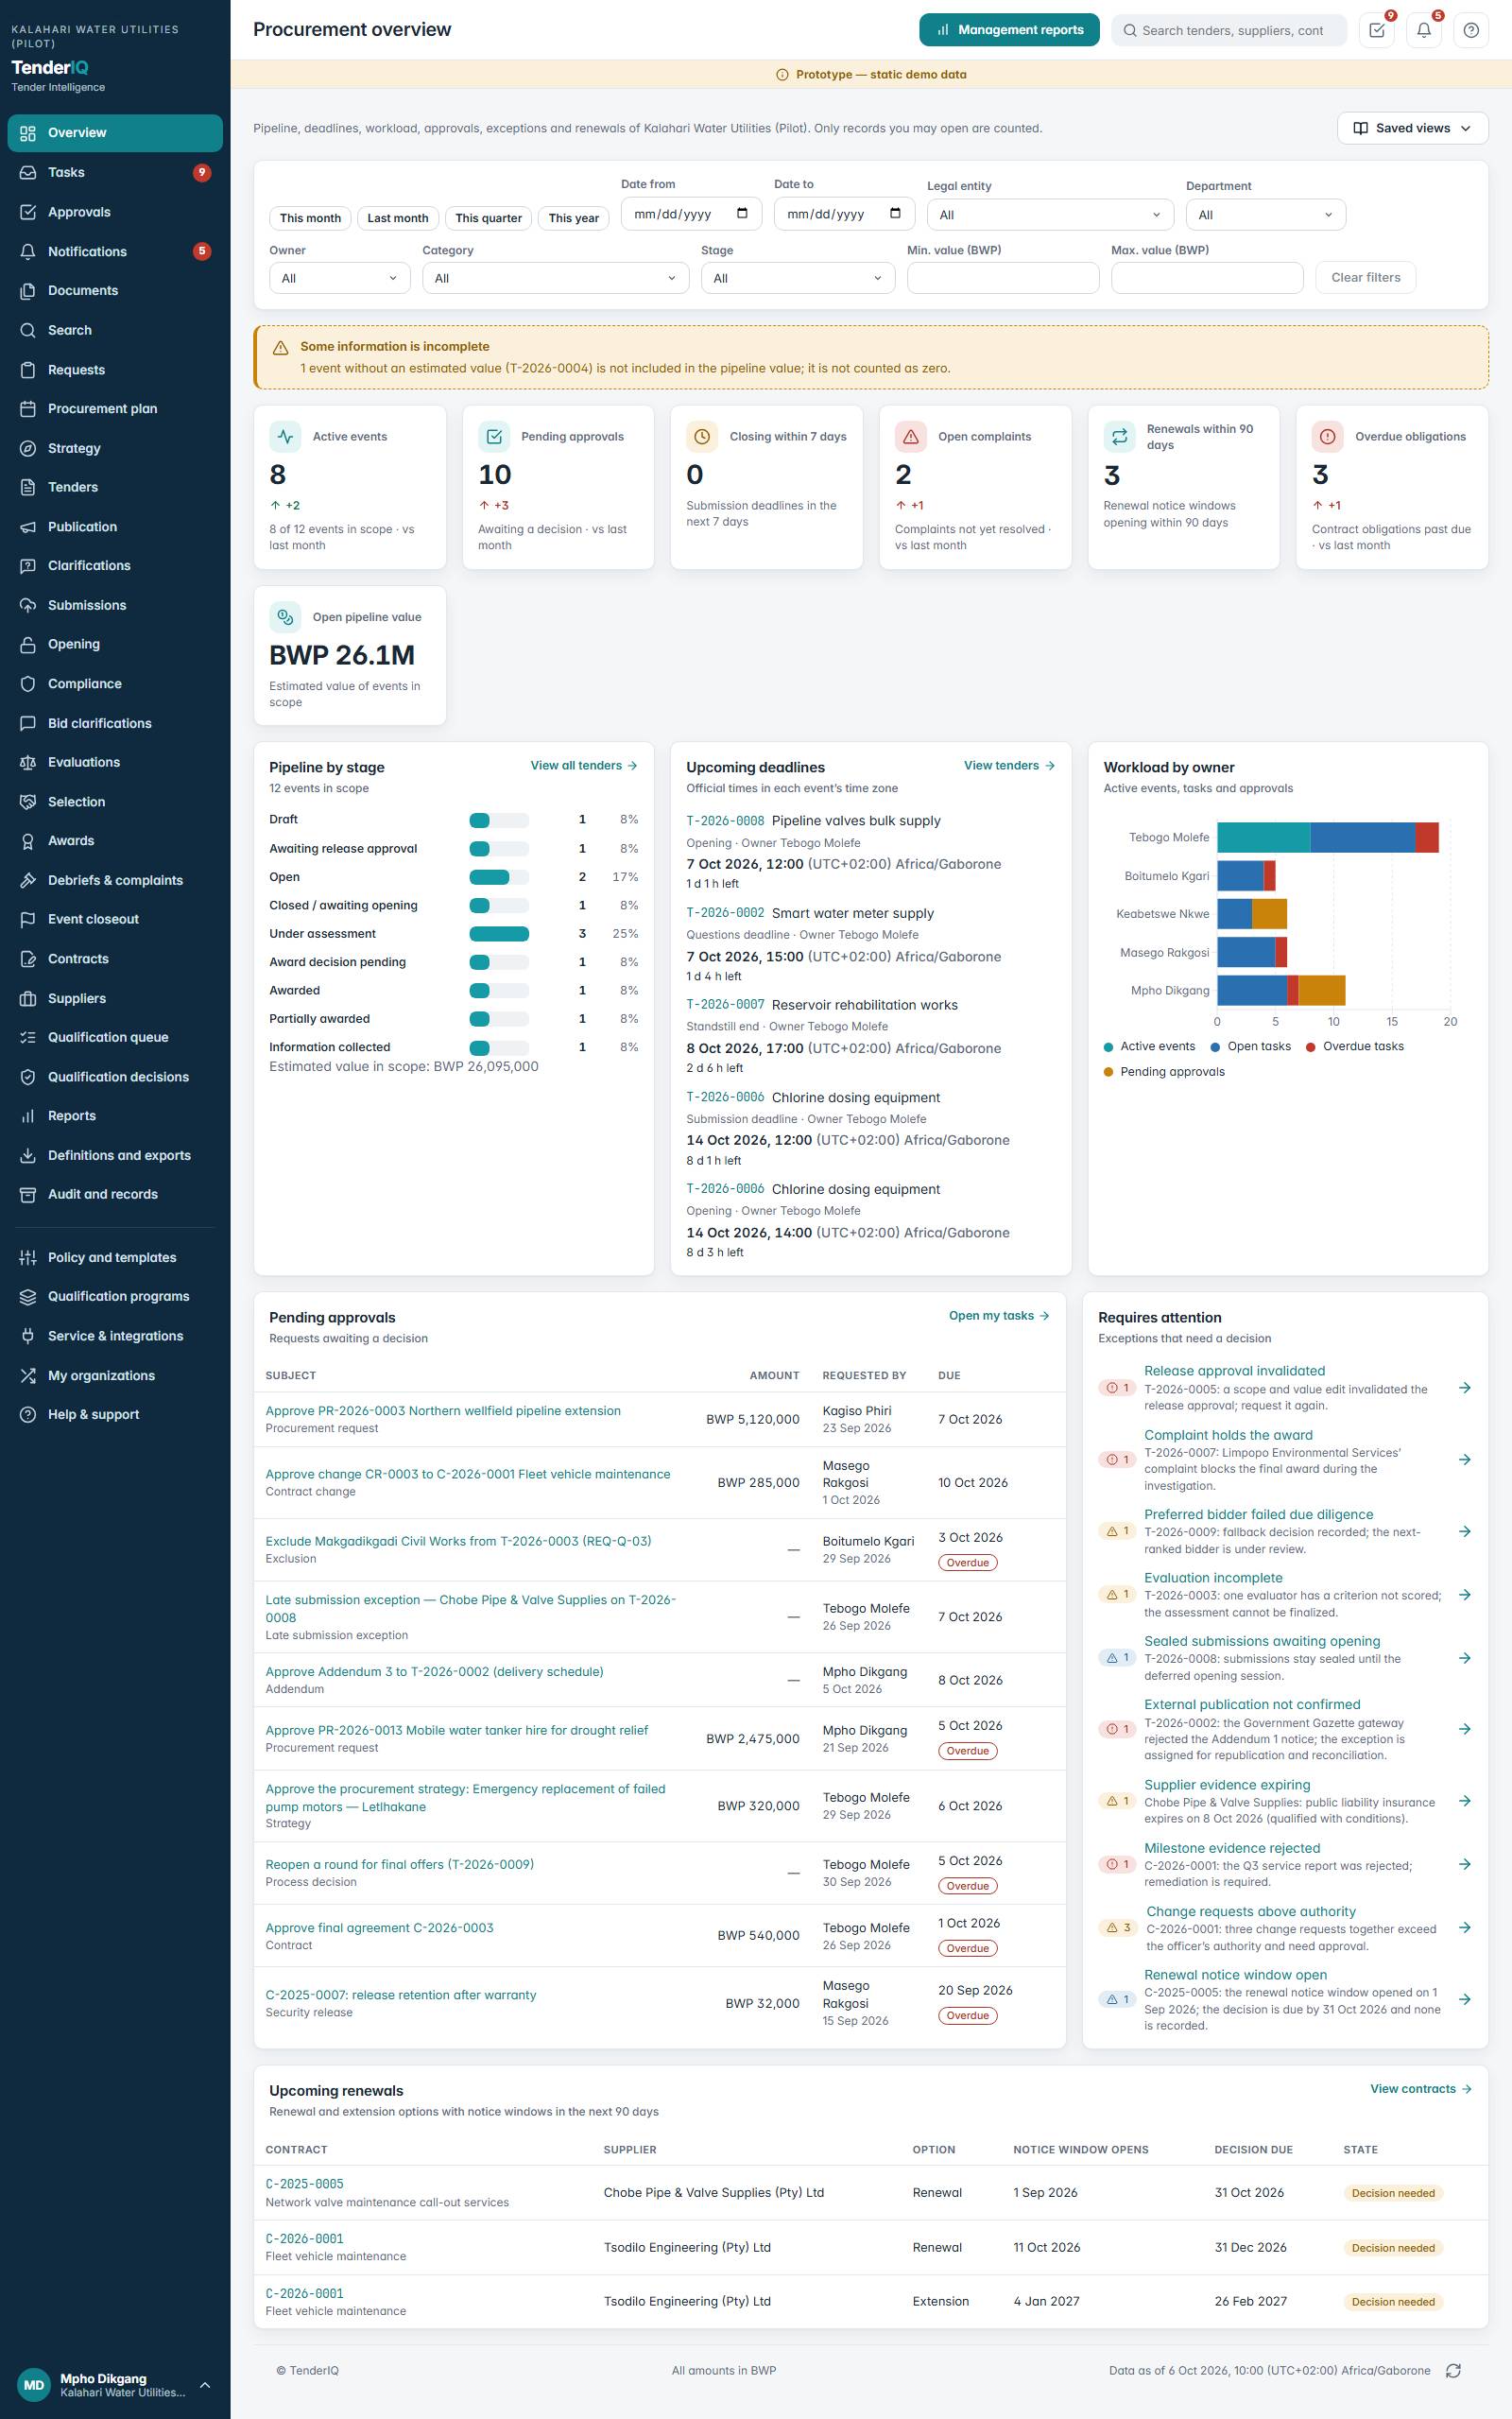 KALAHARI WATER UTILITIES
(PILOT)
TenderIQ
Tender Intelligence
Overview
Tasks 9
Approvals
Notifications 5
Documents
Search
Requests
Procurement plan
Strategy
Tenders
Publication
Clarifications
Submissions
Opening
Compliance
Bid clarifications
Evaluations
Selection
Awards
Debriefs & complaints
Event closeout
Contracts
Suppliers
Qualification queue
Qualification decisions
Reports
Definitions and exports
Audit and records
Policy and templates
Qualification programs
Service & integrations
My organizations
Help & support
MD
Mpho Dikgang
Kalahari Water Utilities...
Procurement overview
Management reports
Search tenders, suppliers, cont
9
5
Prototype — static demo data
Pipeline, deadlines, workload, approvals, exceptions and renewals of Kalahari Water Utilities (Pilot). Only records you may open are counted.
Saved views
This month
Last month
This quarter
This year
Date from
mm/dd/yyyy
Date to
mm/dd/yyyy
Legal entity
All
Department
All
Owner
All
Category
All
Stage
All
Min. value (BWP)
Max. value (BWP)
Clear filters
Some information is incomplete
1 event without an estimated value (T-2026-0004) is not included in the pipeline value; it is not counted as zero.
Active events
8
+2
8 of 12 events in scope · vs
last month
Pending approvals
10
+3
Awaiting a decision · vs last
month
Closing within 7 days
0
Submission deadlines in the
next 7 days
Open complaints
2
+1
Complaints not yet resolved ·
vs last month
Renewals within 90
days
3
Renewal notice windows
opening within 90 days
Overdue obligations
3
+1
Contract obligations past due
· vs last month
Open pipeline value
BWP 26.1M
Estimated value of events in
scope
Pipeline by stage
View all tenders
12 events in scope
Draft 1 8%
Awaiting release approval 1 8%
Open 2 17%
Closed / awaiting opening 1 8%
Under assessment 3 25%
Award decision pending 1 8%
Awarded 1 8%
Partially awarded 1 8%
Information collected 1 8%
Estimated value in scope: BWP 26,095,000
Upcoming deadlines
View tenders
Official times in each event's time zone
T-2026-0008 Pipeline valves bulk supply
Opening · Owner Tebogo Molefe
7 Oct 2026, 12:00 (UTC+02:00) Africa/Gaborone
1 d 1 h left
T-2026-0002 Smart water meter supply
Questions deadline · Owner Tebogo Molefe
7 Oct 2026, 15:00 (UTC+02:00) Africa/Gaborone
1 d 4 h left
T-2026-0007 Reservoir rehabilitation works
Standstill end · Owner Tebogo Molefe
8 Oct 2026, 17:00 (UTC+02:00) Africa/Gaborone
2 d 6 h left
T-2026-0006 Chlorine dosing equipment
Submission deadline · Owner Tebogo Molefe
14 Oct 2026, 12:00 (UTC+02:00) Africa/Gaborone
8 d 1 h left
T-2026-0006 Chlorine dosing equipment
Opening · Owner Tebogo Molefe
14 Oct 2026, 14:00 (UTC+02:00) Africa/Gaborone
8 d 3 h left
Workload by owner
Active events, tasks and approvals
Tebogo Molefe
Boitumelo Kgari
Keabetswe Nkwe
Masego Rakgosi
Mpho Dikgang
0 5 10 15 20
Active events Open tasks Overdue tasks
Pending approvals
Pending approvals
Open my tasks
Requests awaiting a decision
SUBJECT AMOUNT REQUESTED BY DUE
Approve PR-2026-0003 Northern wellfield pipeline extension
Procurement request
BWP 5,120,000
Kagiso Phiri
23 Sep 2026
7 Oct 2026
Approve change CR-0003 to C-2026-0001 Fleet vehicle maintenance
Contract change
BWP 285,000
Masego
Rakgosi
1 Oct 2026
10 Oct 2026
Exclude Makgadikgadi Civil Works from T-2026-0003 (REQ-Q-03)
Exclusion
—
Boitumelo Kgari
29 Sep 2026
3 Oct 2026
Overdue
Late submission exception — Chobe Pipe & Valve Supplies on T-2026-
0008
Late submission exception
—
Tebogo Molefe
26 Sep 2026
7 Oct 2026
Approve Addendum 3 to T-2026-0002 (delivery schedule)
Addendum
—
Mpho Dikgang
5 Oct 2026
8 Oct 2026
Approve PR-2026-0013 Mobile water tanker hire for drought relief
Procurement request
BWP 2,475,000
Mpho Dikgang
21 Sep 2026
5 Oct 2026
Overdue
Approve the procurement strategy: Emergency replacement of failed
pump motors — Letlhakane
Strategy
BWP 320,000
Tebogo Molefe
29 Sep 2026
6 Oct 2026
Reopen a round for final offers (T-2026-0009)
Process decision
—
Tebogo Molefe
30 Sep 2026
5 Oct 2026
Overdue
Approve final agreement C-2026-0003
Contract
BWP 540,000
Tebogo Molefe
26 Sep 2026
1 Oct 2026
Overdue
C-2025-0007: release retention after warranty
Security release
BWP 32,000
Masego
Rakgosi
15 Sep 2026
20 Sep 2026
Overdue
Requires attention
Exceptions that need a decision
1
Release approval invalidated
T-2026-0005: a scope and value edit invalidated the
release approval; request it again.
1
Complaint holds the award
T-2026-0007: Limpopo Environmental Services'
complaint blocks the final award during the
investigation.
1
Preferred bidder failed due diligence
T-2026-0009: fallback decision recorded; the next-
ranked bidder is under review.
1
Evaluation incomplete
T-2026-0003: one evaluator has a criterion not scored;
the assessment cannot be finalized.
1
Sealed submissions awaiting opening
T-2026-0008: submissions stay sealed until the
deferred opening session.
1
External publication not confirmed
T-2026-0002: the Government Gazette gateway
rejected the Addendum 1 notice; the exception is
assigned for republication and reconciliation.
1
Supplier evidence expiring
Chobe Pipe & Valve Supplies: public liability insurance
expires on 8 Oct 2026 (qualified with conditions).
1
Milestone evidence rejected
C-2026-0001: the Q3 service report was rejected;
remediation is required.
3
Change requests above authority
C-2026-0001: three change requests together exceed
the officer's authority and need approval.
1
Renewal notice window open
C-2025-0005: the renewal notice window opened on 1
Sep 2026; the decision is due by 31 Oct 2026 and none
is recorded.
Upcoming renewals
View contracts
Renewal and extension options with notice windows in the next 90 days
CONTRACT SUPPLIER OPTION NOTICE WINDOW OPENS DECISION DUE STATE
C-2025-0005
Network valve maintenance call-out services
Chobe Pipe & Valve Supplies (Pty) Ltd Renewal 1 Sep 2026 31 Oct 2026 Decision needed
C-2026-0001
Fleet vehicle maintenance
Tsodilo Engineering (Pty) Ltd Renewal 11 Oct 2026 31 Dec 2026 Decision needed
C-2026-0001
Fleet vehicle maintenance
Tsodilo Engineering (Pty) Ltd Extension 4 Jan 2027 26 Feb 2027 Decision needed
© TenderIQ
All amounts in BWP
Data as of 6 Oct 2026, 10:00 (UTC+02:00) Africa/Gaborone